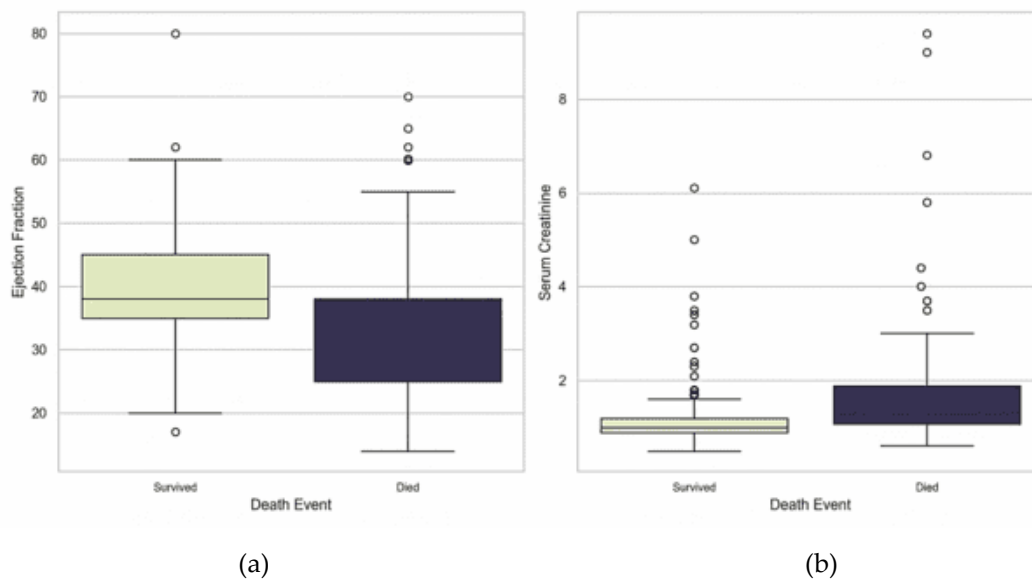 80
70
60
50
40
30
20
Ejection Fraction
Survived
Died
Death Event
8
6
4
2
Serum Creatinine
Survived
Died
Death Event
(a)
(b)